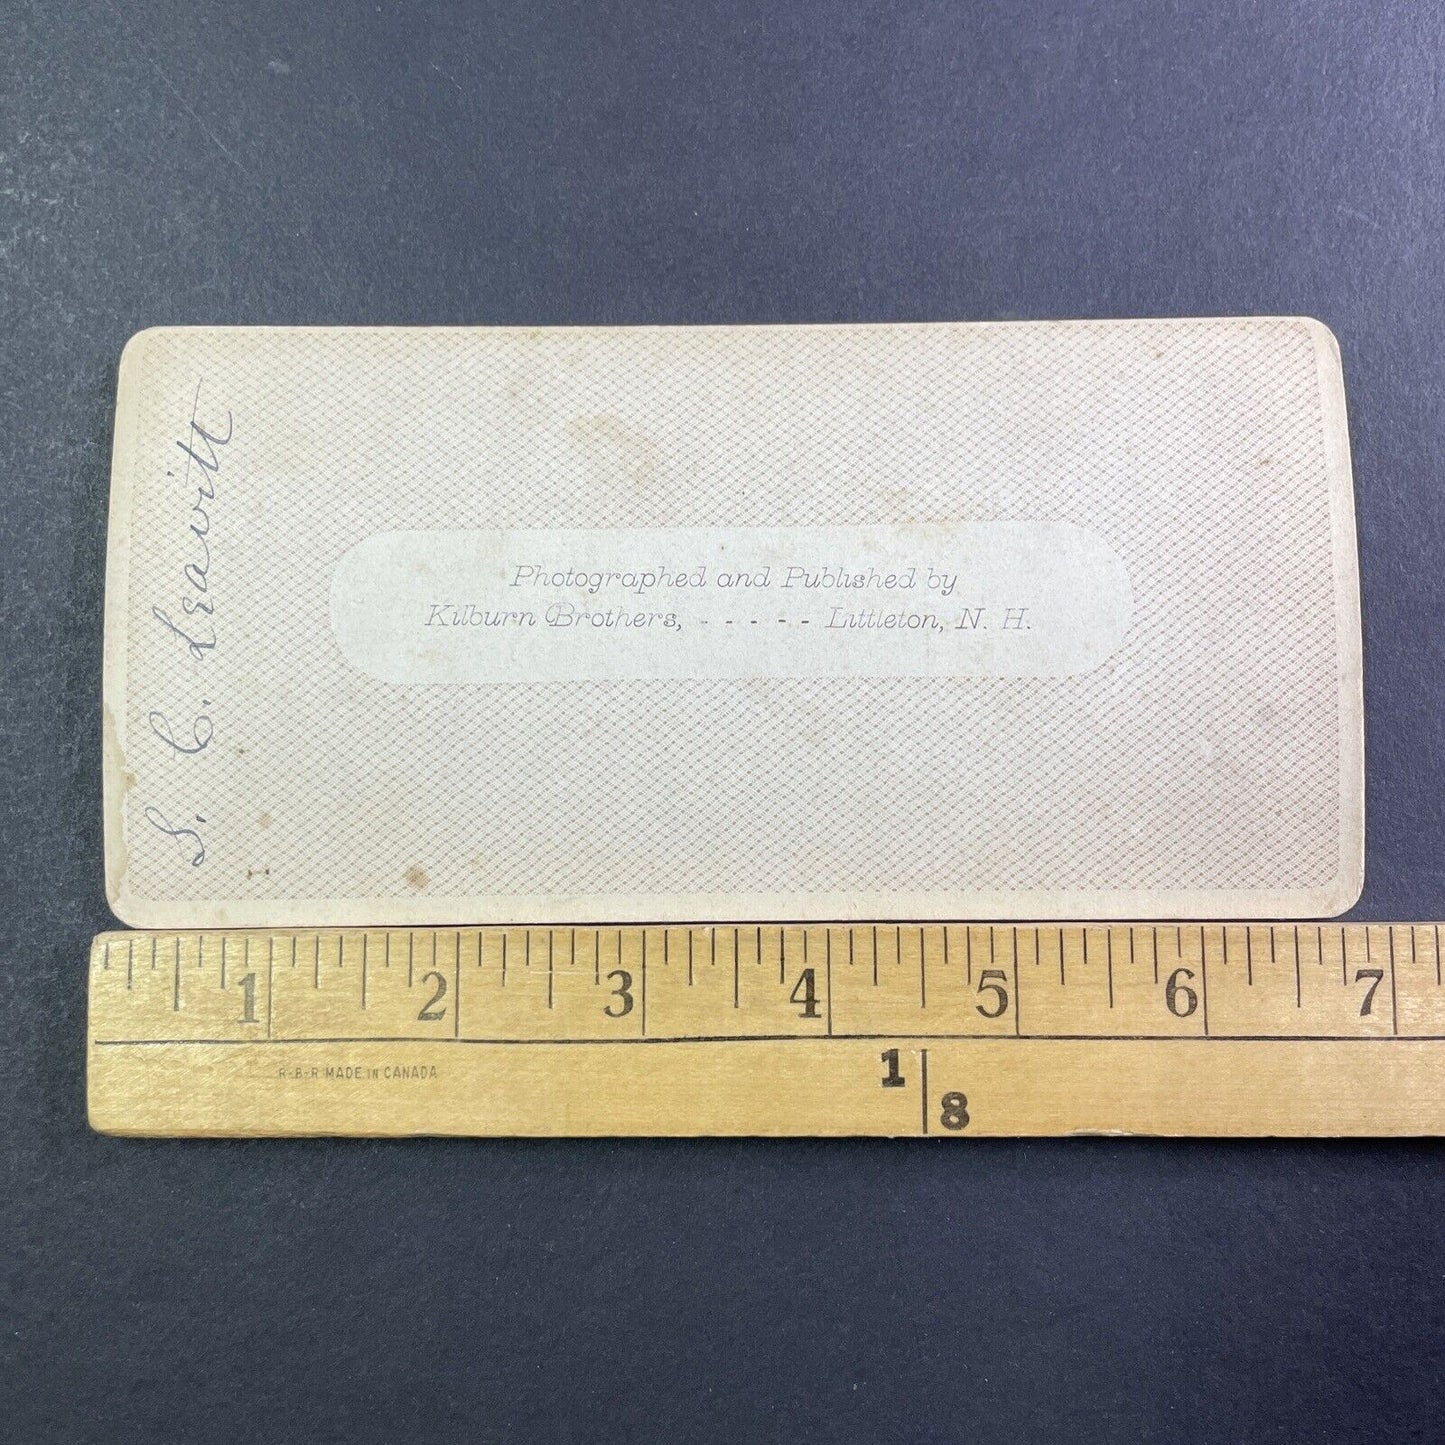 S. C. Leavitt
Photographed and Published by
Kilburn Brothers, - - - - - Littleton, N. H.
1 2 3 4 5 6 7
R-B-R MADE IN CANADA
1
8